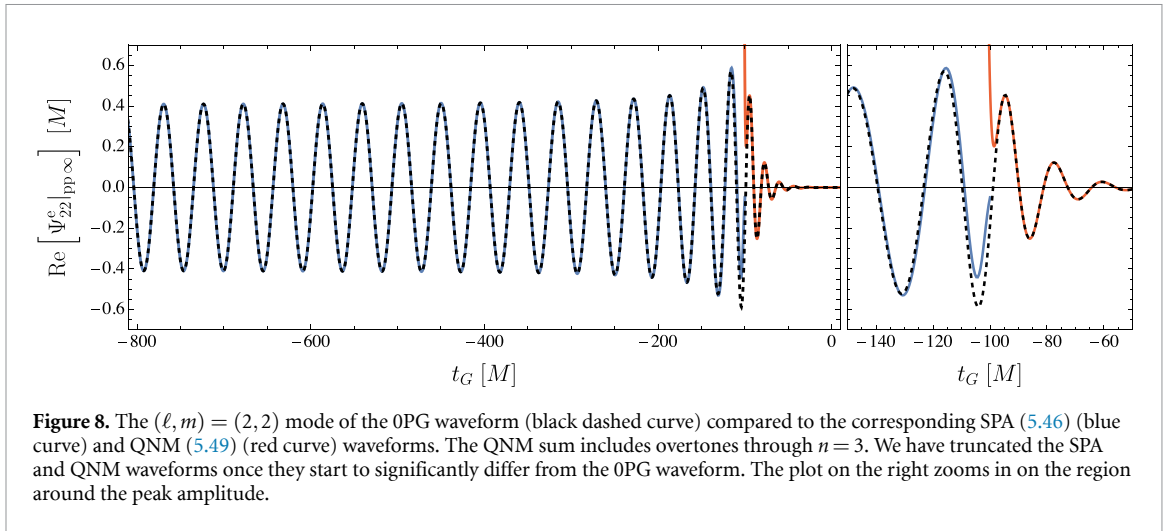 0.6
0.4
0.2
0.0
−0.2
−0.4
−0.6
Re [ Ψ^e_22|_pp∞ ] [M]
−800 −600 −400 −200 0
−140 −120 −100 −80 −60
t_G [M] t_G [M]
Figure 8. The (ℓ,m) = (2,2) mode of the 0PG waveform (black dashed curve) compared to the corresponding SPA (5.46) (blue
curve) and QNM (5.49) (red curve) waveforms. The QNM sum includes overtones through n = 3. We have truncated the SPA
and QNM waveforms once they start to significantly differ from the 0PG waveform. The plot on the right zooms in on the region
around the peak amplitude.